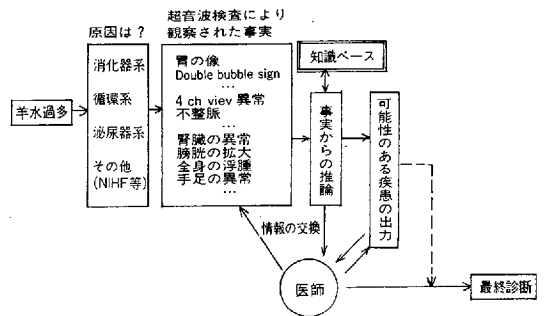 原因は？
超音波検査により
観察された事実
羊水過多
消化器系
循環系
泌尿器系
その他
(NIHF等)
胃の像
Double bubble sign
…
4 ch viev 異常
不整脈
…
腎臓の異常
膀胱の拡大
全身の浮腫
手足の異常
…
知識ベース
事実からの推論
可能性のある疾患の出力
情報の交換
医師
最終診断